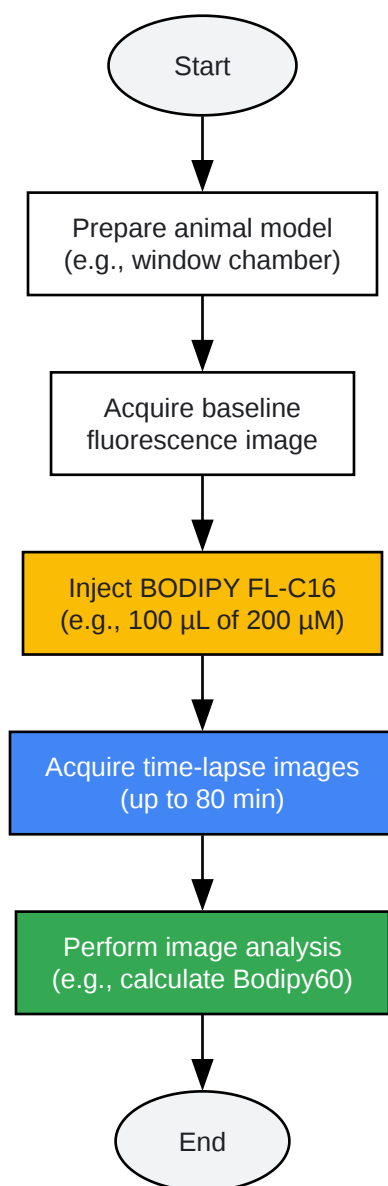 Start
Prepare animal model
(e.g., window chamber)
Acquire baseline
fluorescence image
Inject BODIPY FL-C16
(e.g., 100 µL of 200 µM)
Acquire time-lapse images
(up to 80 min)
Perform image analysis
(e.g., calculate Bodipy60)
End